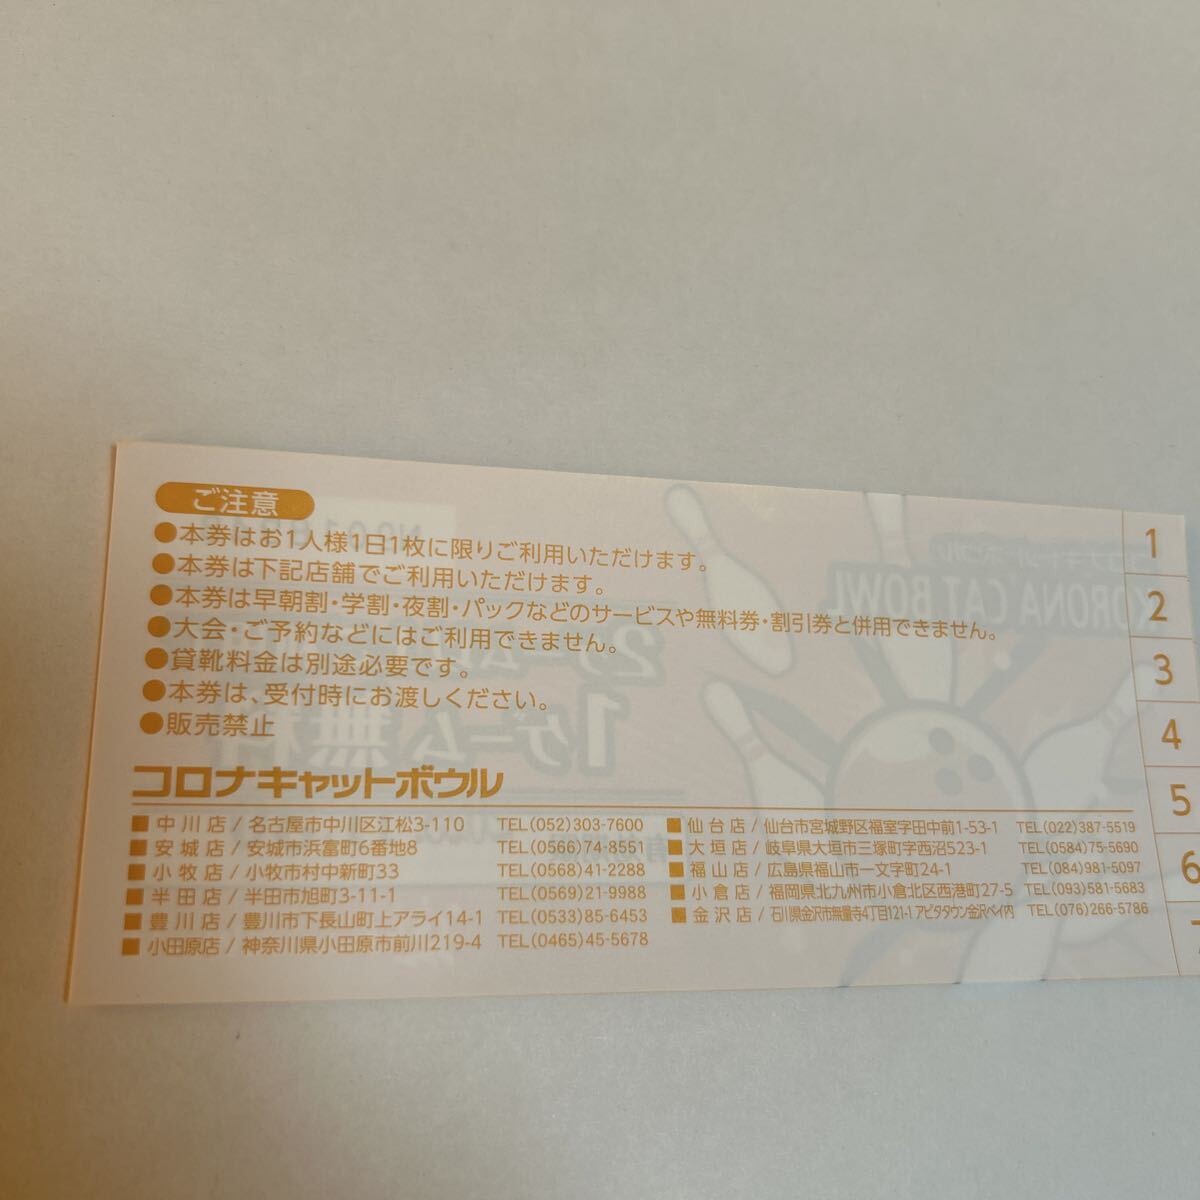 ご注意
●本券はお1人様1日1枚に限りご利用いただけます。
●本券は下記店舗でご利用いただけます。
●本券は早朝割・学割・夜割・パックなどのサービスや無料券・割引券と併用できません。
●大会・ご予約などにはご利用できません。
●貸靴料金は別途必要です。
●本券は、受付時にお渡しください。
●販売禁止
コロナキャットボウル
■中川店/名古屋市中川区江松3-110 TEL(052)303-7600
■安城店/安城市浜富町6番地8 TEL(0566)74-8551
■小牧店/小牧市村中新町33 TEL(0568)41-2288
■半田店/半田市旭町3-11-1 TEL(0569)21-9988
■豊川店/豊川市下長山町上アライ14-1 TEL(0533)85-6453
■小田原店/神奈川県小田原市前川219-4 TEL(0465)45-5678
■仙台店/仙台市宮城野区福室字田中前1-53-1 TEL(022)387-5519
■大垣店/岐阜県大垣市三塚町字西沼523-1 TEL(0584)75-5690
■福山店/広島県福山市一文字町24-1 TEL(084)981-5097
■小倉店/福岡県北九州市小倉北区西港町27-5 TEL(093)581-5683
■金沢店/石川県金沢市無量寺4丁目121-1 アピタタウン金沢ベイ内 TEL(076)266-5786
1
2
3
4
5
6
KORONA CAT BOWL
2ゲーム
1ゲーム無料